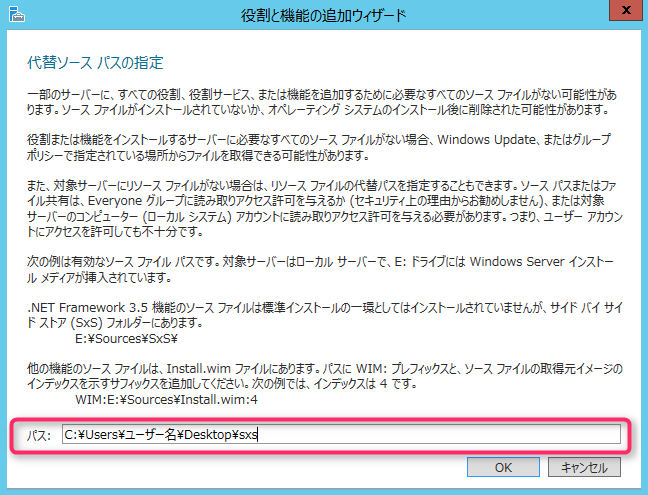 役割と機能の追加ウィザード
x
代替ソース パスの指定
一部のサーバーに、すべての役割、役割サービス、または機能を追加するために必要なすべてのソース ファイルがない可能性があ
ります。ソース ファイルがインストールされていないか、オペレーティング システムのインストール後に削除された可能性があります。
役割または機能をインストールするサーバーに必要なすべてのソース ファイルがない場合、Windows Update、またはグループ
ポリシーで指定されている場所からファイルを取得できる可能性があります。
また、対象サーバーにリソース ファイルがない場合は、リソース ファイルの代替パスを指定することもできます。ソース パスまたはファ
イル共有は、Everyone グループに読み取りアクセス許可を与えるか (セキュリティ上の理由からお勧めしません)、または対象
サーバーのコンピューター (ローカル システム) アカウントに読み取りアクセス許可を与える必要があります。つまり、ユーザー アカウン
トにアクセスを許可しても不十分です。
次の例は有効なソース ファイル パスです。対象サーバーはローカル サーバーで、E: ドライブには Windows Server インストー
ル メディアが挿入されています。
.NET Framework 3.5 機能のソース ファイルは標準インストールの一環としてはインストールされていませんが、サイド バイ サイ
ド ストア (SxS) フォルダーにあります。
E:¥Sources¥SxS¥
他の機能のソース ファイルは、Install.wim ファイルにあります。パスに WIM: プレフィックスと、ソース ファイルの取得元イメージの
インデックスを示すサフィックスを追加してください。次の例では、インデックスは 4 です。
WIM:E:¥Sources¥Install.wim:4
パス: C:¥Users¥ユーザー名¥Desktop¥sxs
OK キャンセル